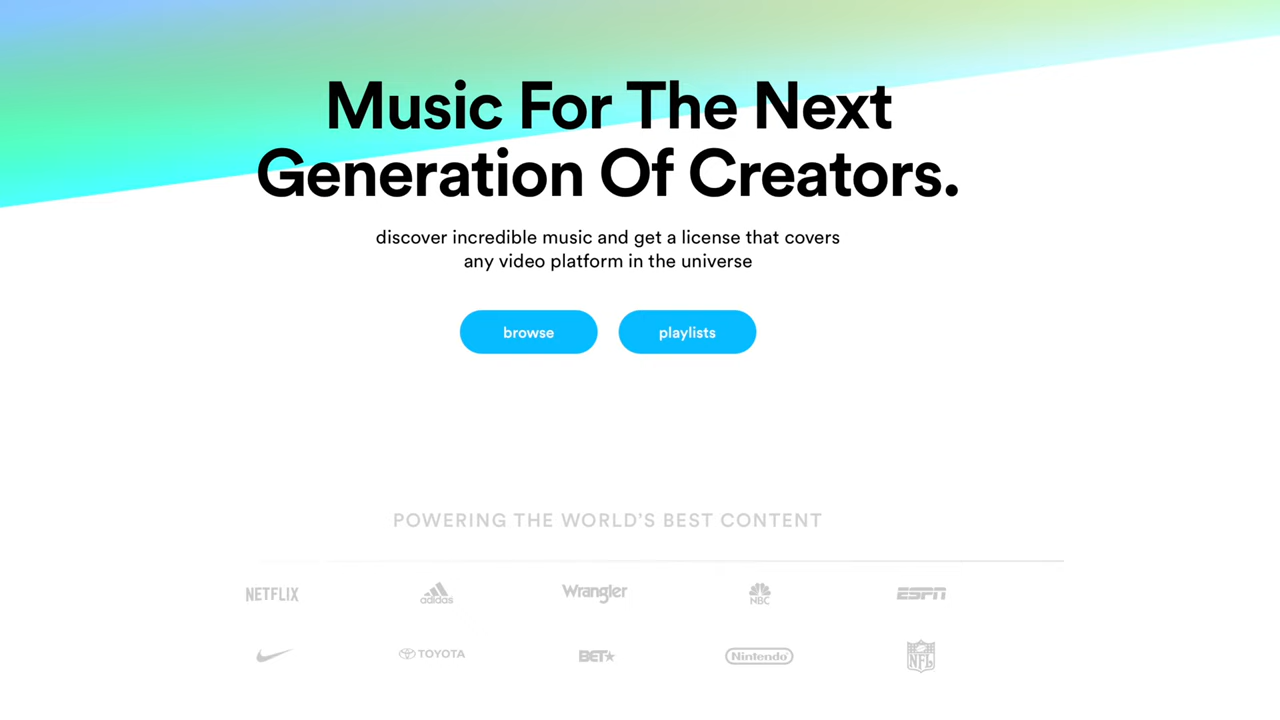 Music For The Next
Generation Of Creators.
discover incredible music and get a license that covers
any video platform in the universe
browse playlists
POWERING THE WORLD'S BEST CONTENT
NETFLIX adidas Wrangler NBC ESPN
TOYOTA BET Nintendo NFL